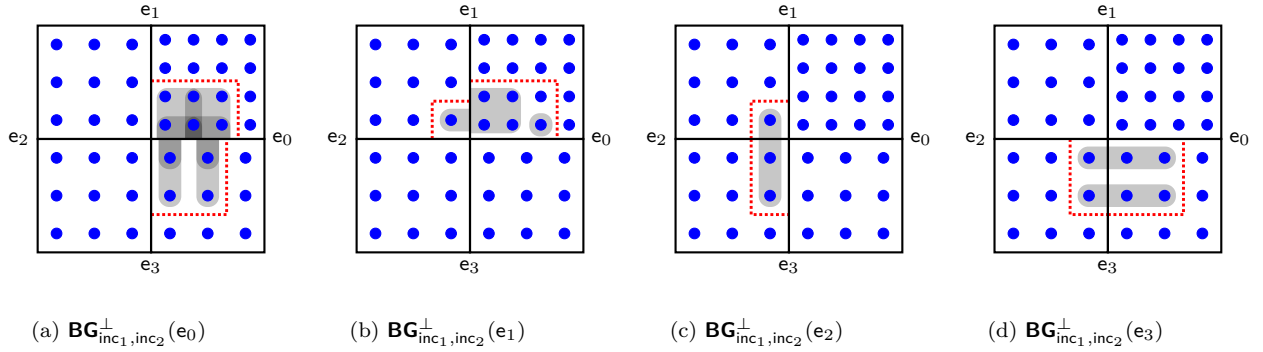 e₁ e₁ e₁ e₁
e₂ e₀ e₂ e₀ e₂ e₀ e₂ e₀
e₃ e₃ e₃ e₃
(a) BG⊥inc₁,inc₂(e₀) (b) BG⊥inc₁,inc₂(e₁) (c) BG⊥inc₁,inc₂(e₂) (d) BG⊥inc₁,inc₂(e₃)